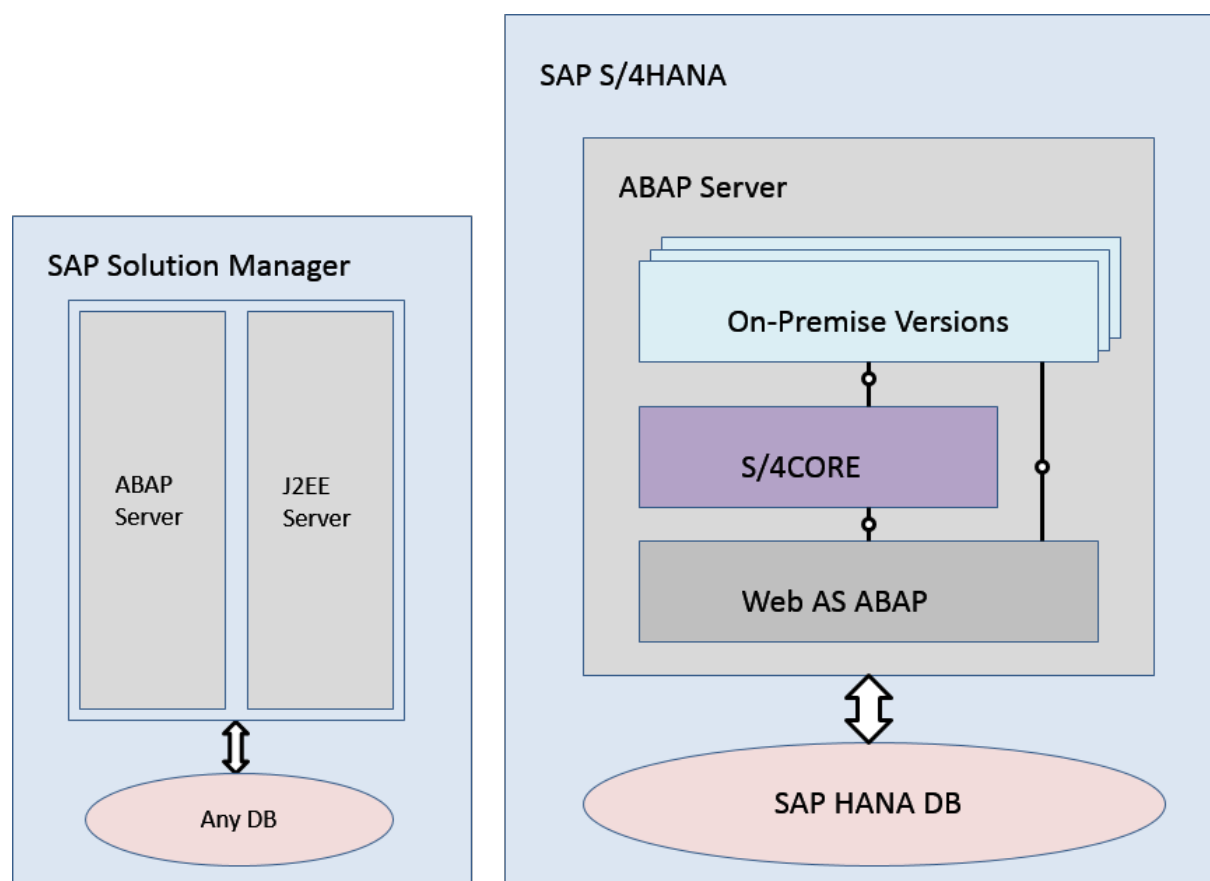 SAP Solution Manager
ABAP
Server
J2EE
Server
Any DB
SAP S/4HANA
ABAP Server
On-Premise Versions
S/4CORE
Web AS ABAP
SAP HANA DB